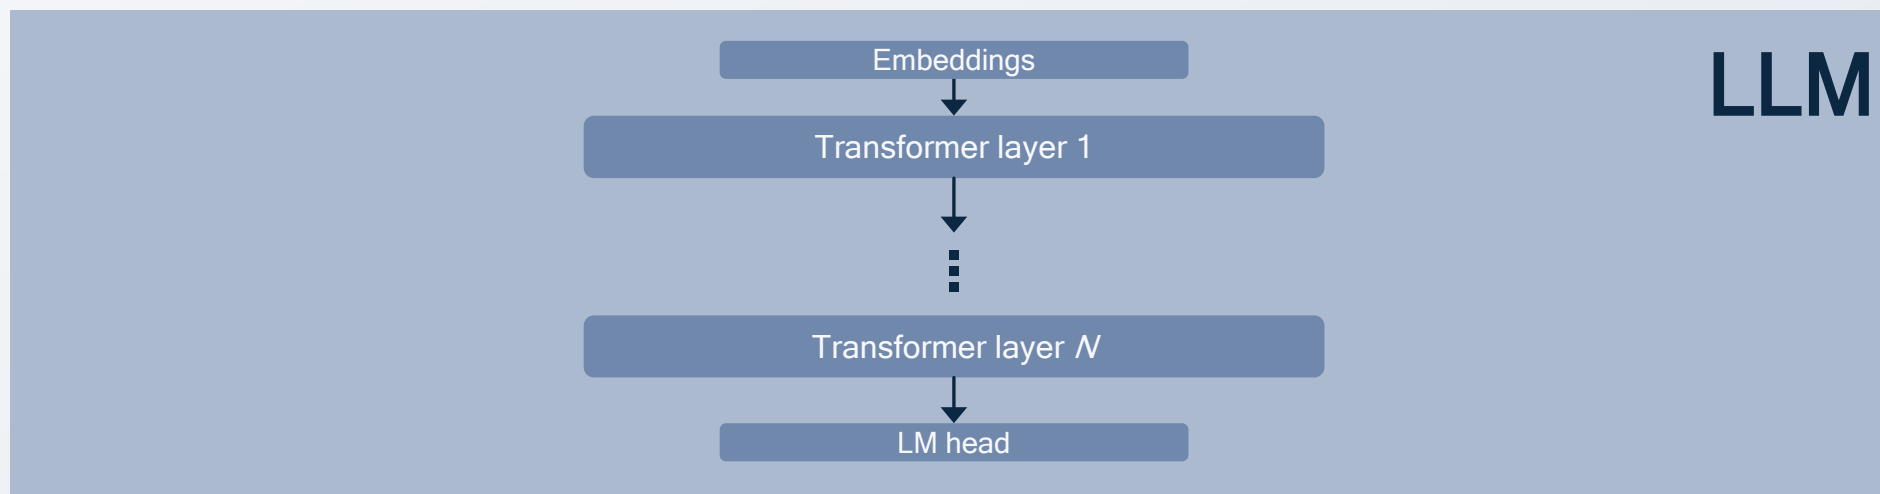 LLM
Embeddings
Transformer layer 1
Transformer layer N
LM head